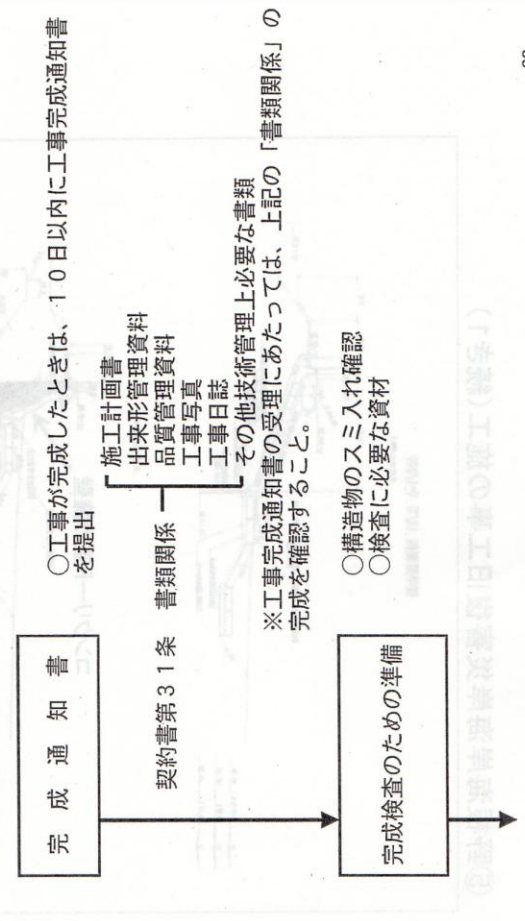 完成通知書
○工事が完成したときは、１０日以内に工事完成通知書
を提出
契約書第３１条 書類関係
施工計画書
出来形管理資料
品質管理資料
工事写真
工事日誌
その他技術管理上必要な書類
※工事完成通知書の受理にあたっては、上記の「書類関係」の
完成を確認すること。
完成検査のための準備
○構造物のスミ入れ確認
○検査に必要な資材